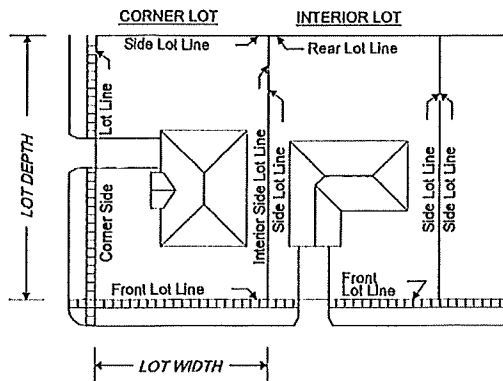 CORNER LOT
INTERIOR LOT
Side Lot Line
Rear Lot Line
Lot Line
LOT DEPTH
Corner Side
Interior Side Lot Line
Side Lot Line
Side Lot Line
Side Lot Line
Front Lot Line
Front
Lot Line
LOT WIDTH